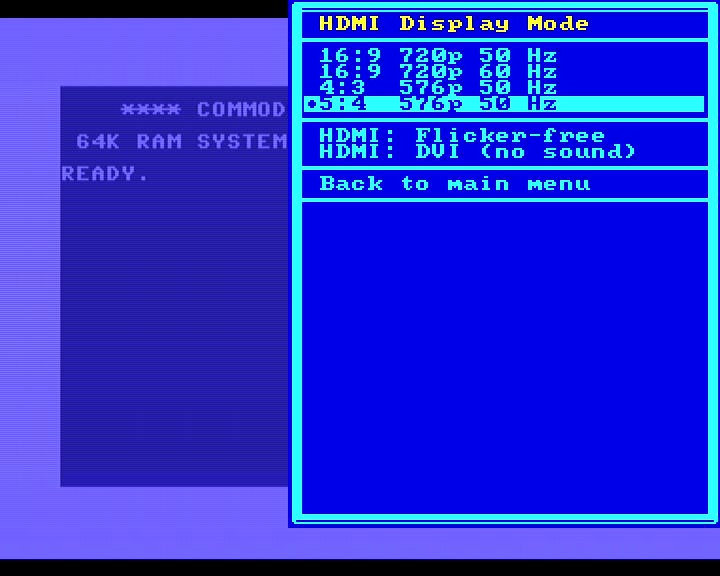 HDMI Display Mode
16:9 720p 50 Hz
16:9 720p 60 Hz
4:3 576p 50 Hz
•5:4 576p 50 Hz
HDMI: Flicker-free
HDMI: DVI (no sound)
Back to main menu
**** COMMOD
64K RAM SYSTEM
READY.